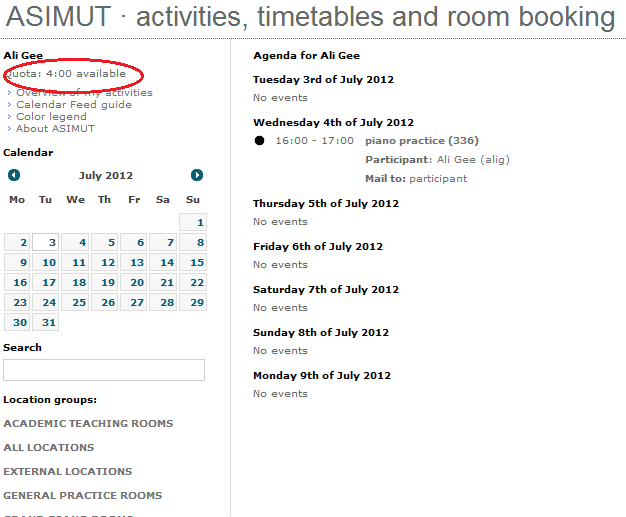 ASIMUT · activities, timetables and room booking
Ali Gee
Quota: 4:00 available
Overview of my activities
Calendar Feed guide
Color legend
About ASIMUT
Calendar
July 2012
Mo Tu We Th Fr Sa Su
1
2 3 4 5 6 7 8
9 10 11 12 13 14 15
16 17 18 19 20 21 22
23 24 25 26 27 28 29
30 31
Search
Location groups:
ACADEMIC TEACHING ROOMS
ALL LOCATIONS
EXTERNAL LOCATIONS
GENERAL PRACTICE ROOMS
Agenda for Ali Gee
Tuesday 3rd of July 2012
No events
Wednesday 4th of July 2012
16:00 - 17:00 piano practice (336)
Participant: Ali Gee (alig)
Mail to: participant
Thursday 5th of July 2012
No events
Friday 6th of July 2012
No events
Saturday 7th of July 2012
No events
Sunday 8th of July 2012
No events
Monday 9th of July 2012
No events